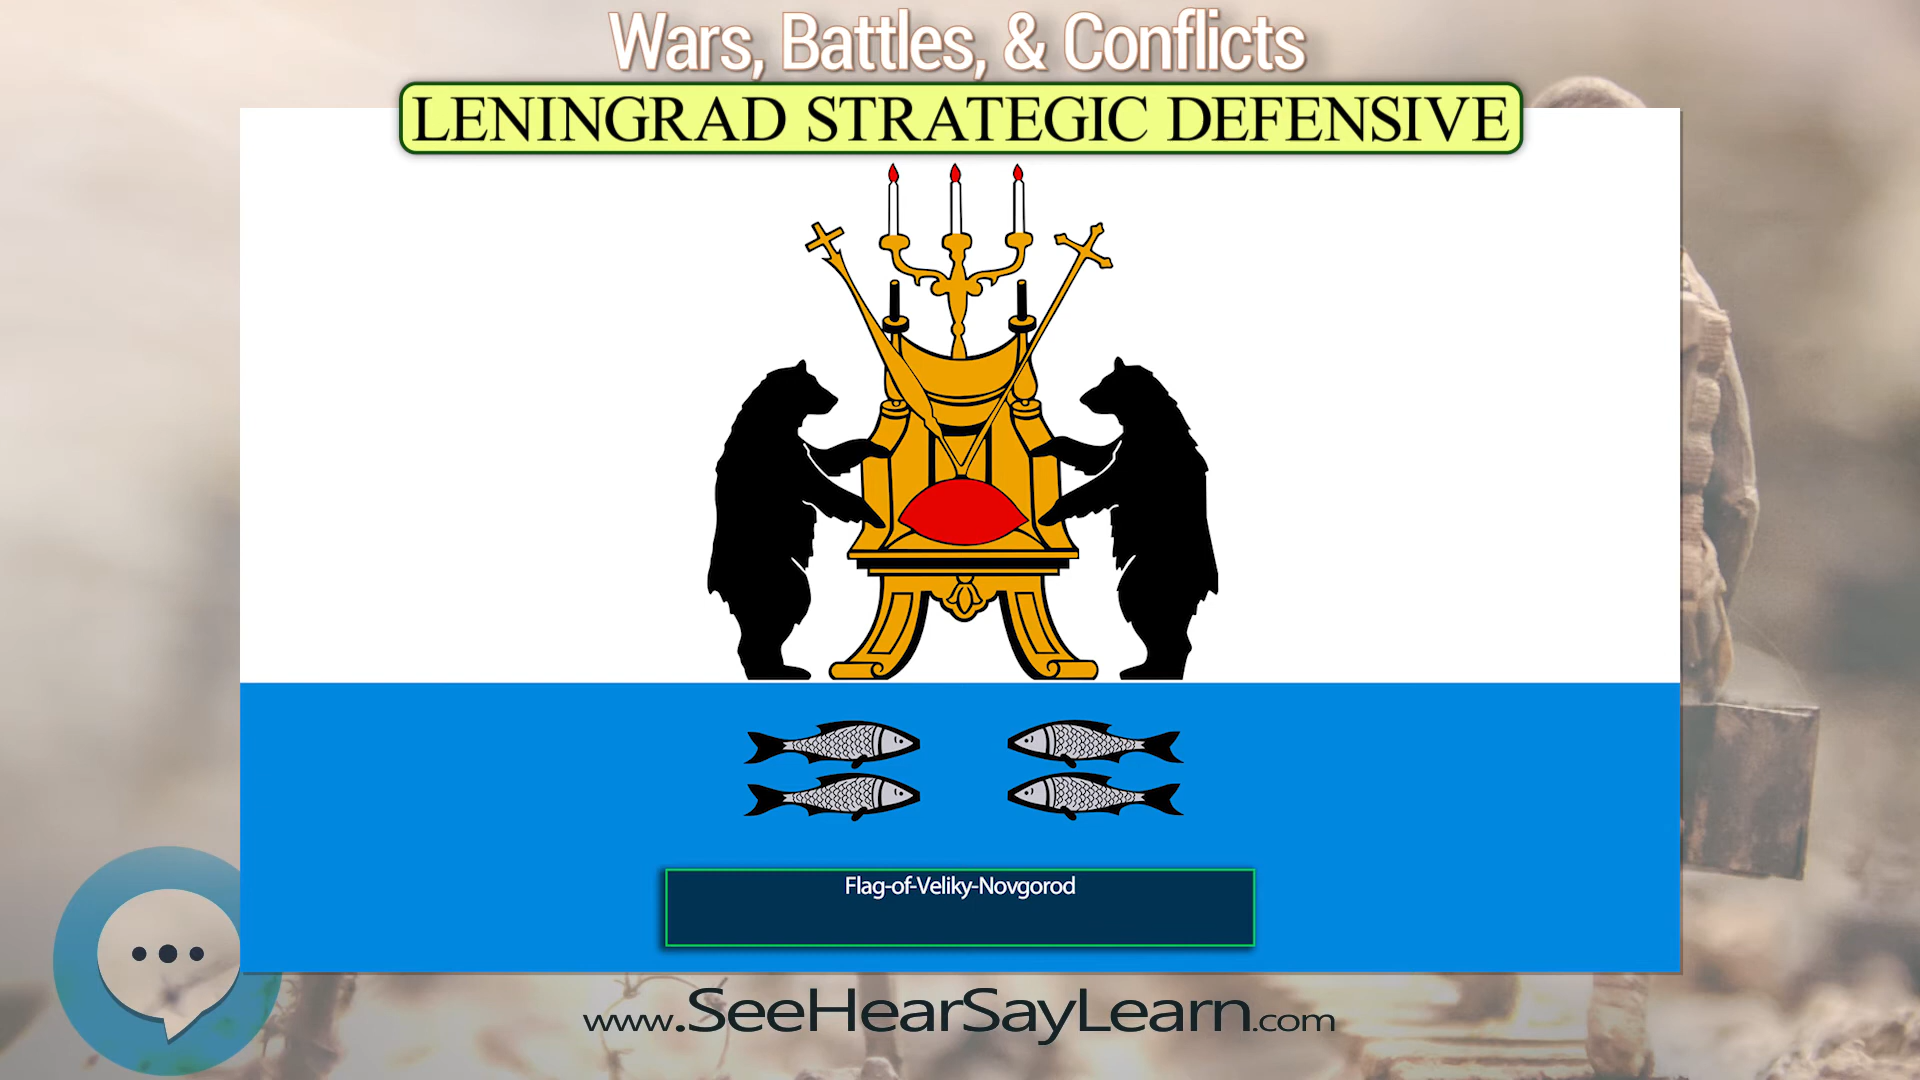 Wars, Battles, & Conflicts
LENINGRAD STRATEGIC DEFENSIVE
Flag-of-Veliky-Novgorod
www.SeeHearSayLearn.com